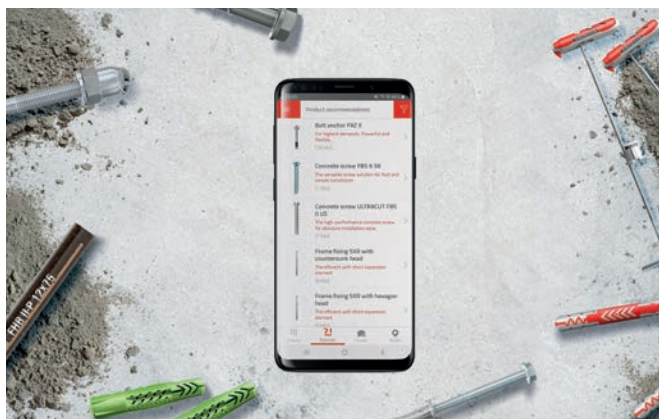 Product recommendations
Bolt anchor FAZ II
For highest demands. Powerful and
flexible.
Concrete screw FBS II 6
The versatile screw solution for fast and
simple installation
Concrete screw ULTRACUT FBS
II US
The high-performance concrete screw
for absolute installation ease
Frame fixing SXR with
countersunk head
The efficient with short expansion
element
Frame fixing SXR with hexagon
head
The efficient with short expansion
element
FHR II-P 12x75